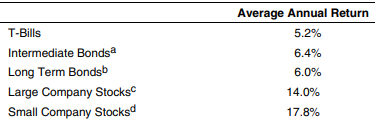 Average Annual Return
T-Bills 5.2%
Intermediate Bondsa 6.4%
Long Term Bondsb 6.0%
Large Company Stocksc 14.0%
Small Company Stocksd 17.8%